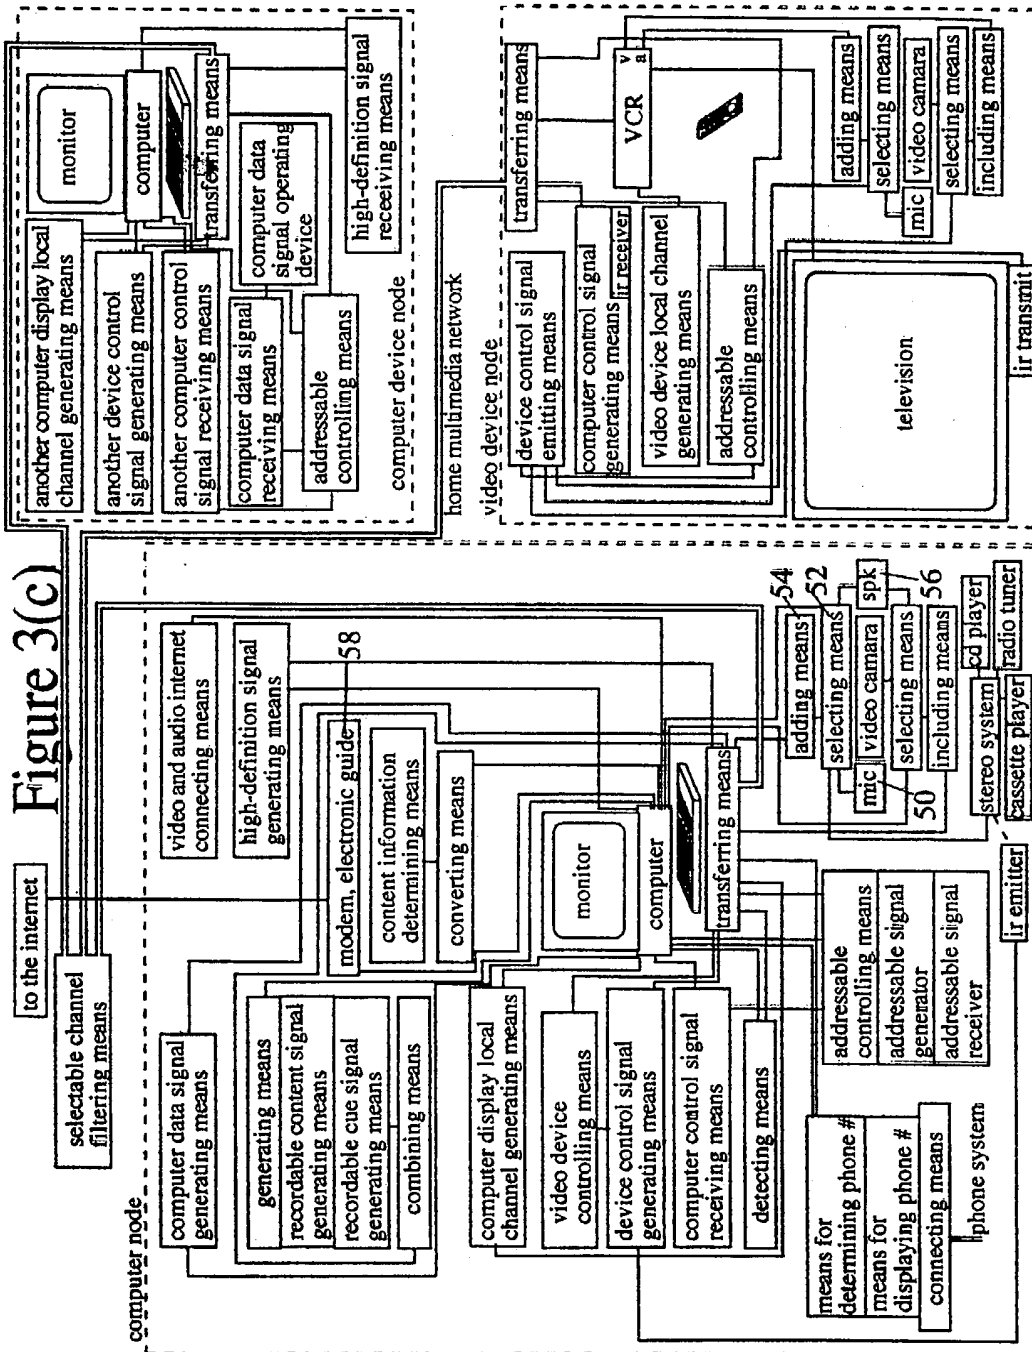 Figure 3(c)
to the internet
selectable channel
filtering means
computer node
computer data signal
generating means
generating means
recordable content signal
generating means
recordable cue signal
generating means
combining means
computer display local
channel generating means
video device
controlling means
device control signal
generating means
computer control signal
receiving means
detecting means
means for
determining phone #
means for
displaying phone #
connecting means
phone system
video and audio internet
connecting means
high-definition signal
generating means
58
modem, electronic guide
content information
determining means
converting means
monitor
computer
transferring means
addressable
controlling means
addressable signal
generator
addressable signal
receiver
ir emitter
54
adding means
52
selecting means
mic
video camara
spk
50
56
selecting means
including means
stereo system
cd player
radio tuner
cassette player
another computer display local
channel generating means
monitor
computer
another device control
signal generating means
another computer control
signal receiving means
transferring means
computer data signal
receiving means
computer data
signal operating
device
addressable
controlling means
high-definition signal
receeiving means
computer device node
home multimedia network
video device node
transferring means
device control signal
emitting means
computer control signal
generating means
ir receiver
video device local channel
generating means
addressable
controlling means
VCR
v
a
television
ir transmit
adding means
selecting means
mic
video camara
selecting means
including means